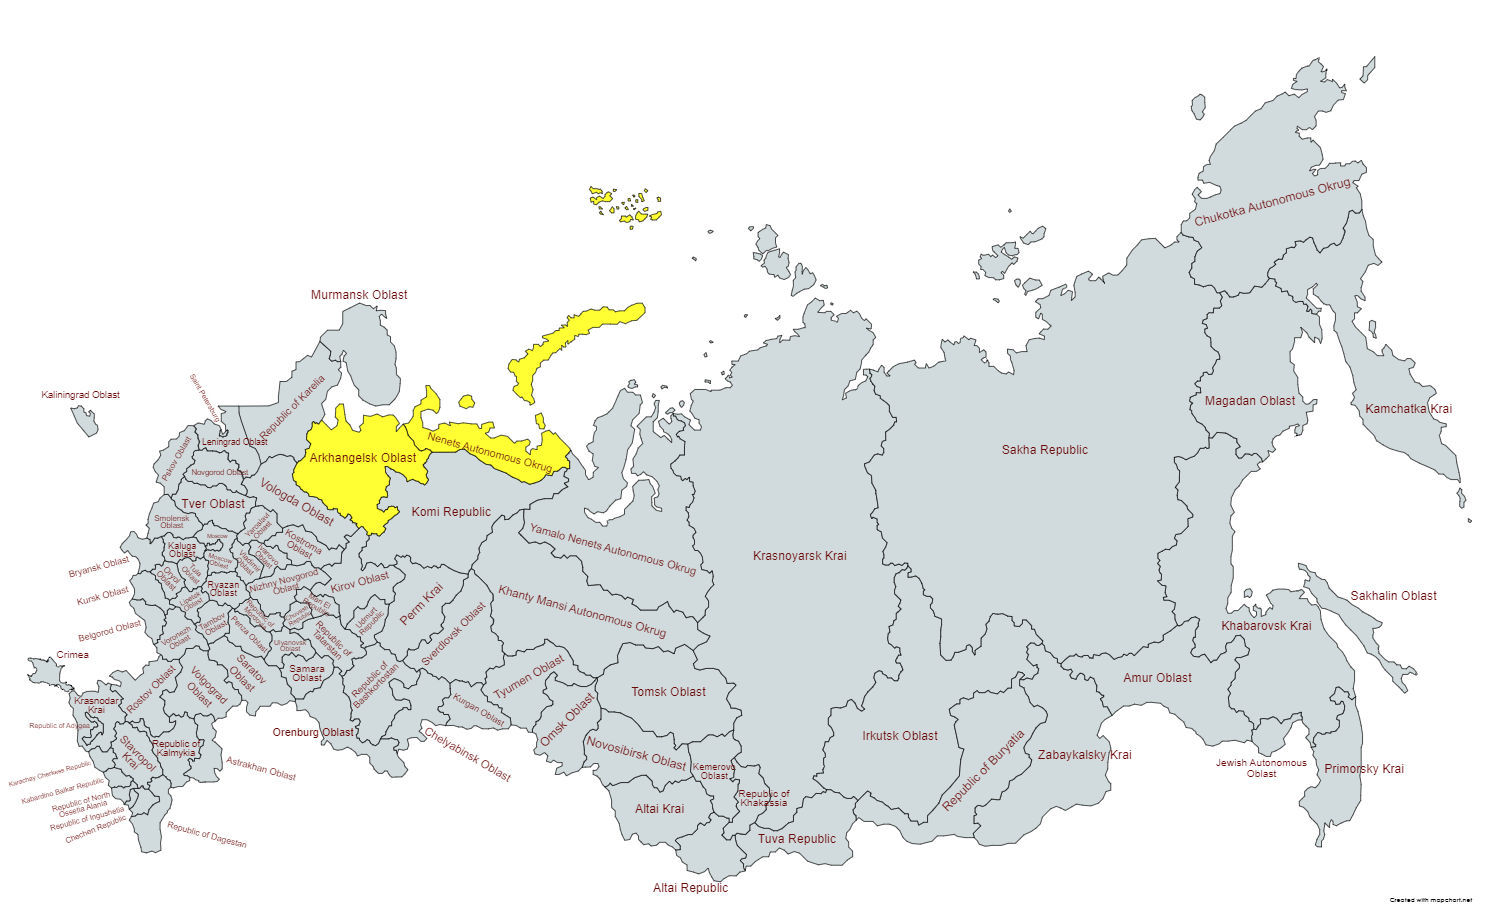 Chukotka Autonomous Okrug
Murmansk Oblast
Kaliningrad Oblast
Saint Petersburg
Republic of Karelia
Magadan Oblast
Kamchatka Krai
Leningrad Oblast
Nenets Autonomous Okrug
Sakha Republic
Pskov Oblast
Arkhangelsk Oblast
Novgorod Oblast
Vologda Oblast
Tver Oblast
Komi Republic
Smolensk
Oblast
Yaroslavl
Oblast
Moscow
Kostroma
Oblast
Yamalo Nenets Autonomous Okrug
Kaluga
Oblast
Ivanovo
Oblast
Krasnoyarsk Krai
Bryansk Oblast
Moscow
Oblast
Vladimir
Oblast
Oryol
Oblast
Tula
Oblast
Ryazan
Oblast
Nizhny Novgorod
Oblast
Kirov Oblast
Kursk Oblast
Lipetsk
Oblast
Mari El
Republic
Perm Krai
Khanty Mansi Autonomous Okrug
Sakhalin Oblast
Republic of
Mordovia
Chuvash
Republic
Udmurt
Republic
Belgorod Oblast
Voronezh
Oblast
Tambov
Oblast
Penza Oblast
Ulyanovsk
Oblast
Republic of
Tatarstan
Sverdlovsk Oblast
Khabarovsk Krai
Crimea
Saratov
Oblast
Samara
Oblast
Republic of
Bashkortostan
Tyumen Oblast
Amur Oblast
Rostov Oblast
Volgograd
Oblast
Kurgan Oblast
Tomsk Oblast
Krasnodar
Krai
Omsk Oblast
Republic of Adygea
Orenburg Oblast
Irkutsk Oblast
Stavropol
Krai
Republic of
Kalmykia
Chelyabinsk Oblast
Novosibirsk Oblast
Zabaykalsky Krai
Jewish Autonomous
Oblast
Primorsky Krai
Karachay Cherkess Republic
Astrakhan Oblast
Kemerovo
Oblast
Republic of Buryatia
Kabardino Balkar Republic
Republic of
Khakassia
Republic of North
Ossetia Alania
Altai Krai
Republic of Ingushetia
Chechen Republic
Republic of Dagestan
Tuva Republic
Altai Republic
Created with mapchart.net